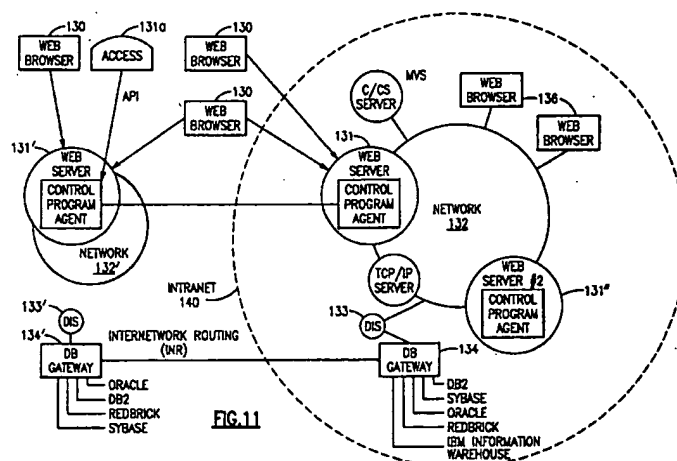 130
WEB
BROWSER
131a
ACCESS
API
130
WEB
BROWSER
130
WEB
BROWSER
131'
WEB
SERVER
CONTROL
PROGRAM
AGENT
NETWORK
132'
C/CS
SERVER
MVS
WEB
BROWSER
136
WEB
BROWSER
131
WEB
SERVER
CONTROL
PROGRAM
AGENT
NETWORK
132
TCP/IP
SERVER
WEB
SERVER #2
CONTROL
PROGRAM
AGENT
131"
INTRANET
140
133'
DIS
134'
DB
GATEWAY
INTERNETWORK ROUTING
(INR)
ORACLE
DB2
REDBRICK
SYBASE
133
DIS
134
DB
GATEWAY
DB2
SYBASE
ORACLE
REDBRICK
IBM INFORMATION
WAREHOUSE
FIG.11